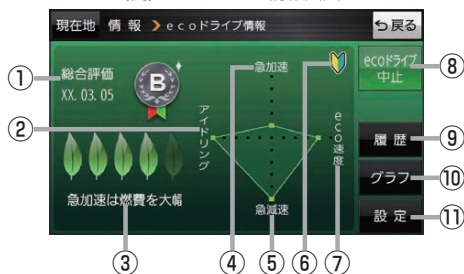 現在地 情報 > ecoドライブ情報
戻る
① 総合評価
XX. 03. 05
B
④ 急加速
⑥
ecoドライブ
中止 ⑧
② アイドリング
eco速度
履歴 ⑨
グラフ ⑩
急加速は燃費を大幅
急減速
設定 ⑪
③ ④ ⑤ ⑥ ⑦